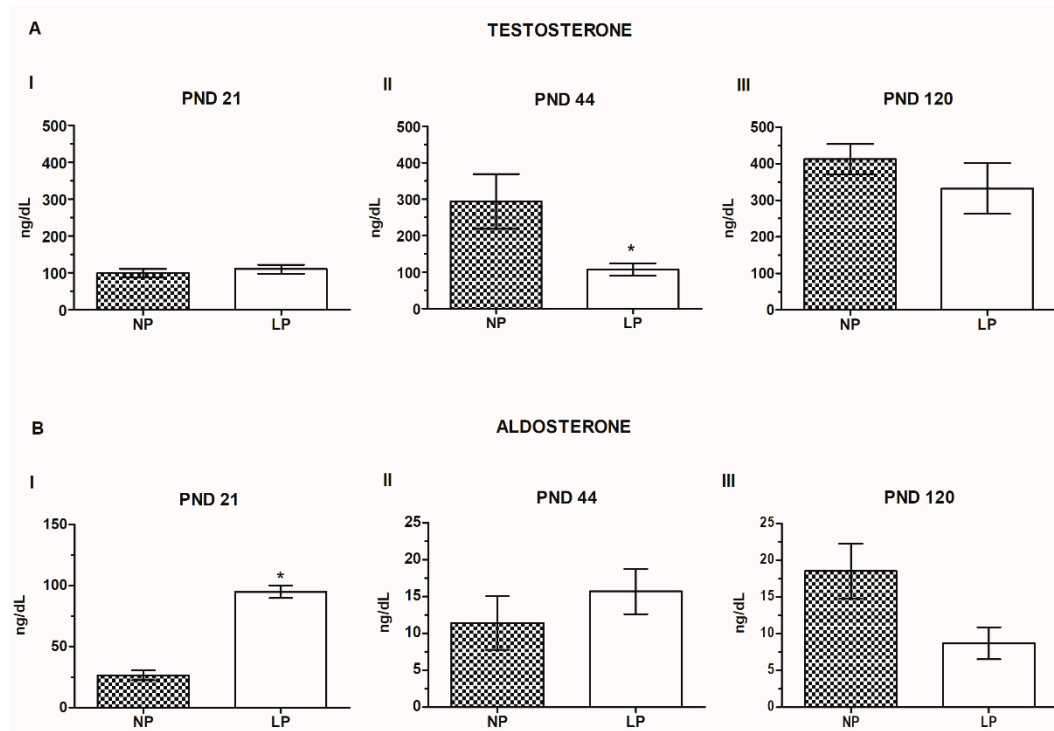 A
TESTOSTERONE
I
PND 21
500
400
300
200
100
0
ng/dL
NP
LP
II
PND 44
500
400
300
200
100
0
ng/dL
*
NP
LP
III
PND 120
500
400
300
200
100
0
ng/dL
NP
LP
B
ALDOSTERONE
I
PND 21
150
100
50
0
ng/dL
*
NP
LP
II
PND 44
25
20
15
10
5
0
ng/dL
NP
LP
III
PND 120
25
20
15
10
5
0
ng/dL
NP
LP